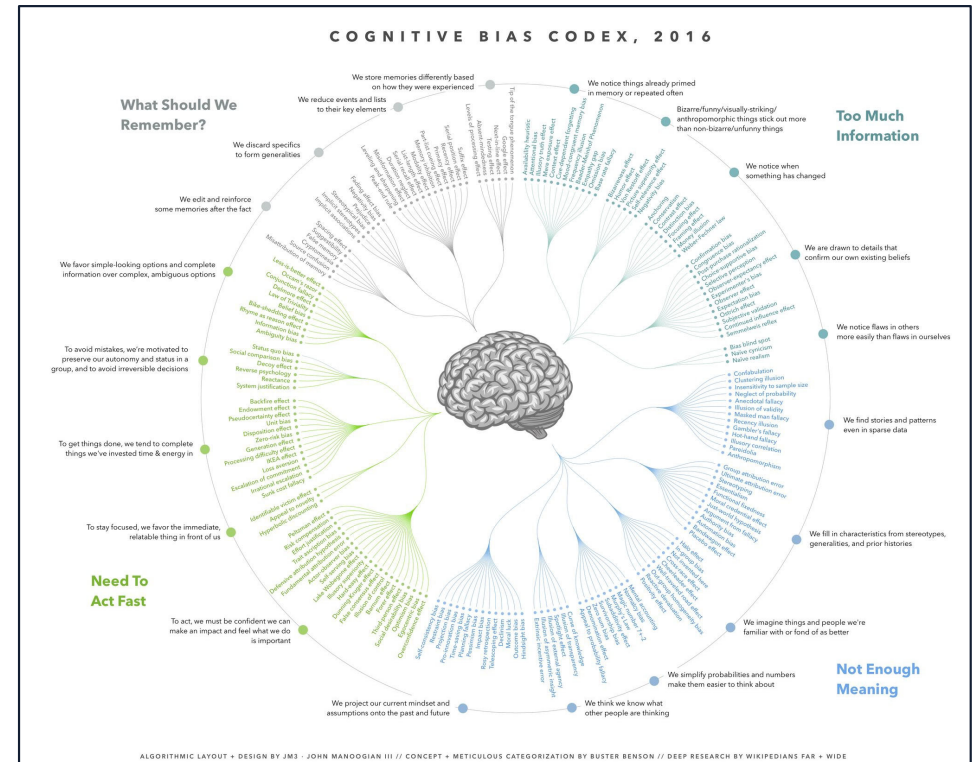 COGNITIVE BIAS CODEX, 2016
What Should We
Remember?
We store memories differently based
on how they were experienced
We reduce events and lists
to their key elements
We discard specifics
to form generalities
We edit and reinforce
some memories after the fact
Too Much
Information
We notice things already primed
in memory or repeated often
Bizarre/funny/visually-striking/
anthropomorphic things stick out more
than non-bizarre/unfunny things
We notice when
something has changed
We are drawn to details that
confirm our own existing beliefs
We notice flaws in others
more easily than flaws in ourselves
Not Enough
Meaning
We find stories and patterns
even in sparse data
We fill in characteristics from stereotypes,
generalities, and prior histories
We imagine things and people we're
familiar with or fond of as better
We simplify probabilities and numbers
make them easier to think about
We think we know what
other people are thinking
We project our current mindset and
assumptions onto the past and future
Need To
Act Fast
To act, we must be confident we can
make an impact and feel what we do
is important
To stay focused, we favor the immediate,
relatable thing in front of us
To get things done, we tend to complete
things we've invested time & energy in
To avoid mistakes, we're motivated to
preserve our autonomy and status in a
group, and to avoid irreversible decisions
We favor simple-looking options and complete
information over complex, ambiguous options
Availability heuristic
Attentional bias
Illusory truth effect
Mere exposure effect
Context effect
Cue-dependent forgetting
Mood-congruent memory bias
Frequency illusion
Baader-Meinhof Phenomenon
Empathy gap
Omission bias
Base rate fallacy
Bizarreness effect
Humor effect
Von Restorff effect
Picture superiority effect
Self-relevance effect
Negativity bias
Anchoring
Conservatism
Contrast effect
Distinction bias
Focusing effect
Framing effect
Money illusion
Weber–Fechner law
Confirmation bias
Congruence bias
Post-purchase rationalization
Choice-supportive bias
Selective perception
Observer-expectancy effect
Experimenter's bias
Observer effect
Expectation bias
Ostrich effect
Subjective validation
Continued influence effect
Semmelweis reflex
Bias blind spot
Naïve cynicism
Naïve realism
Confabulation
Clustering illusion
Insensitivity to sample size
Neglect of probability
Anecdotal fallacy
Illusion of validity
Masked man fallacy
Recency illusion
Gambler's fallacy
Hot-hand fallacy
Illusory correlation
Pareidolia
Anthropomorphism
Group attribution error
Ultimate attribution error
Stereotyping
Essentialism
Functional fixedness
Moral credential effect
Just-world hypothesis
Argument from fallacy
Authority bias
Automation bias
Bandwagon effect
Placebo effect
Halo effect
In-group bias
Not invented here
Cross-race effect
Cheerleader effect
Well-traveled road effect
Out-group homogeneity bias
Reactive devaluation
Positivity effect
Mental accounting
Normalcy bias
Murphy's Law
Subadditivity effect
Survivorship bias
Zero sum bias
Denomination effect
Appeal to probability fallacy
Curse of knowledge
Illusion of transparency
Spotlight effect
Illusion of external agency
Illusion of asymmetric insight
Extrinsic incentive error
Hindsight bias
Outcome bias
Moral luck
Declinism
Telescoping effect
Rosy retrospection
Impact bias
Pessimism bias
Planning fallacy
Time-saving bias
Pro-innovation bias
Projection bias
Restraint bias
Self-consistency bias
Overconfidence effect
Egocentric bias
Optimism bias
Social desirability bias
Third-person effect
Forer effect
Barnum effect
Illusion of control
False consensus effect
Dunning-Kruger effect
Hard-easy effect
Illusory superiority
Lake Wobegone effect
Self-serving bias
Actor-observer bias
Fundamental attribution error
Defensive attribution hypothesis
Trait ascription bias
Effort justification
Risk compensation
Peltzman effect
Hyperbolic discounting
Appeal to novelty
Identifiable victim effect
Sunk cost fallacy
Irrational escalation
Escalation of commitment
Loss aversion
IKEA effect
Processing difficulty effect
Generation effect
Zero-risk bias
Disposition effect
Unit bias
Pseudocertainty effect
Endowment effect
Backfire effect
System justification
Reactance
Reverse psychology
Decoy effect
Social comparison bias
Status quo bias
Ambiguity bias
Information bias
Rhyme as reason effect
Bike-shedding effect
Belief bias
Law of Triviality
Delmore effect
Conjunction fallacy
Occam's razor
Less-is-better effect
Misattribution of memory
Source confusion
Cryptomnesia
False memory
Suggestibility
Spacing effect
Implicit associations
Implicit stereotypes
Stereotypical bias
Prejudice
Negativity bias
Fading affect bias
Peak-end rule
Leveling and sharpening
Misinformation effect
Duration neglect
Serial recall effect
List-length effect
Modality effect
Memory inhibition
Part-list cueing effect
Primacy effect
Recency effect
Serial position effect
Suffix effect
Levels of processing effect
Absent-mindedness
Testing effect
Next-in-line effect
Google effect
Tip of the tongue phenomenon
ALGORITHMIC LAYOUT + DESIGN BY JM3 - JOHN MANOOGIAN III // CONCEPT + METICULOUS CATEGORIZATION BY BUSTER BENSON // DEEP RESEARCH BY WIKIPEDIANS FAR + WIDE